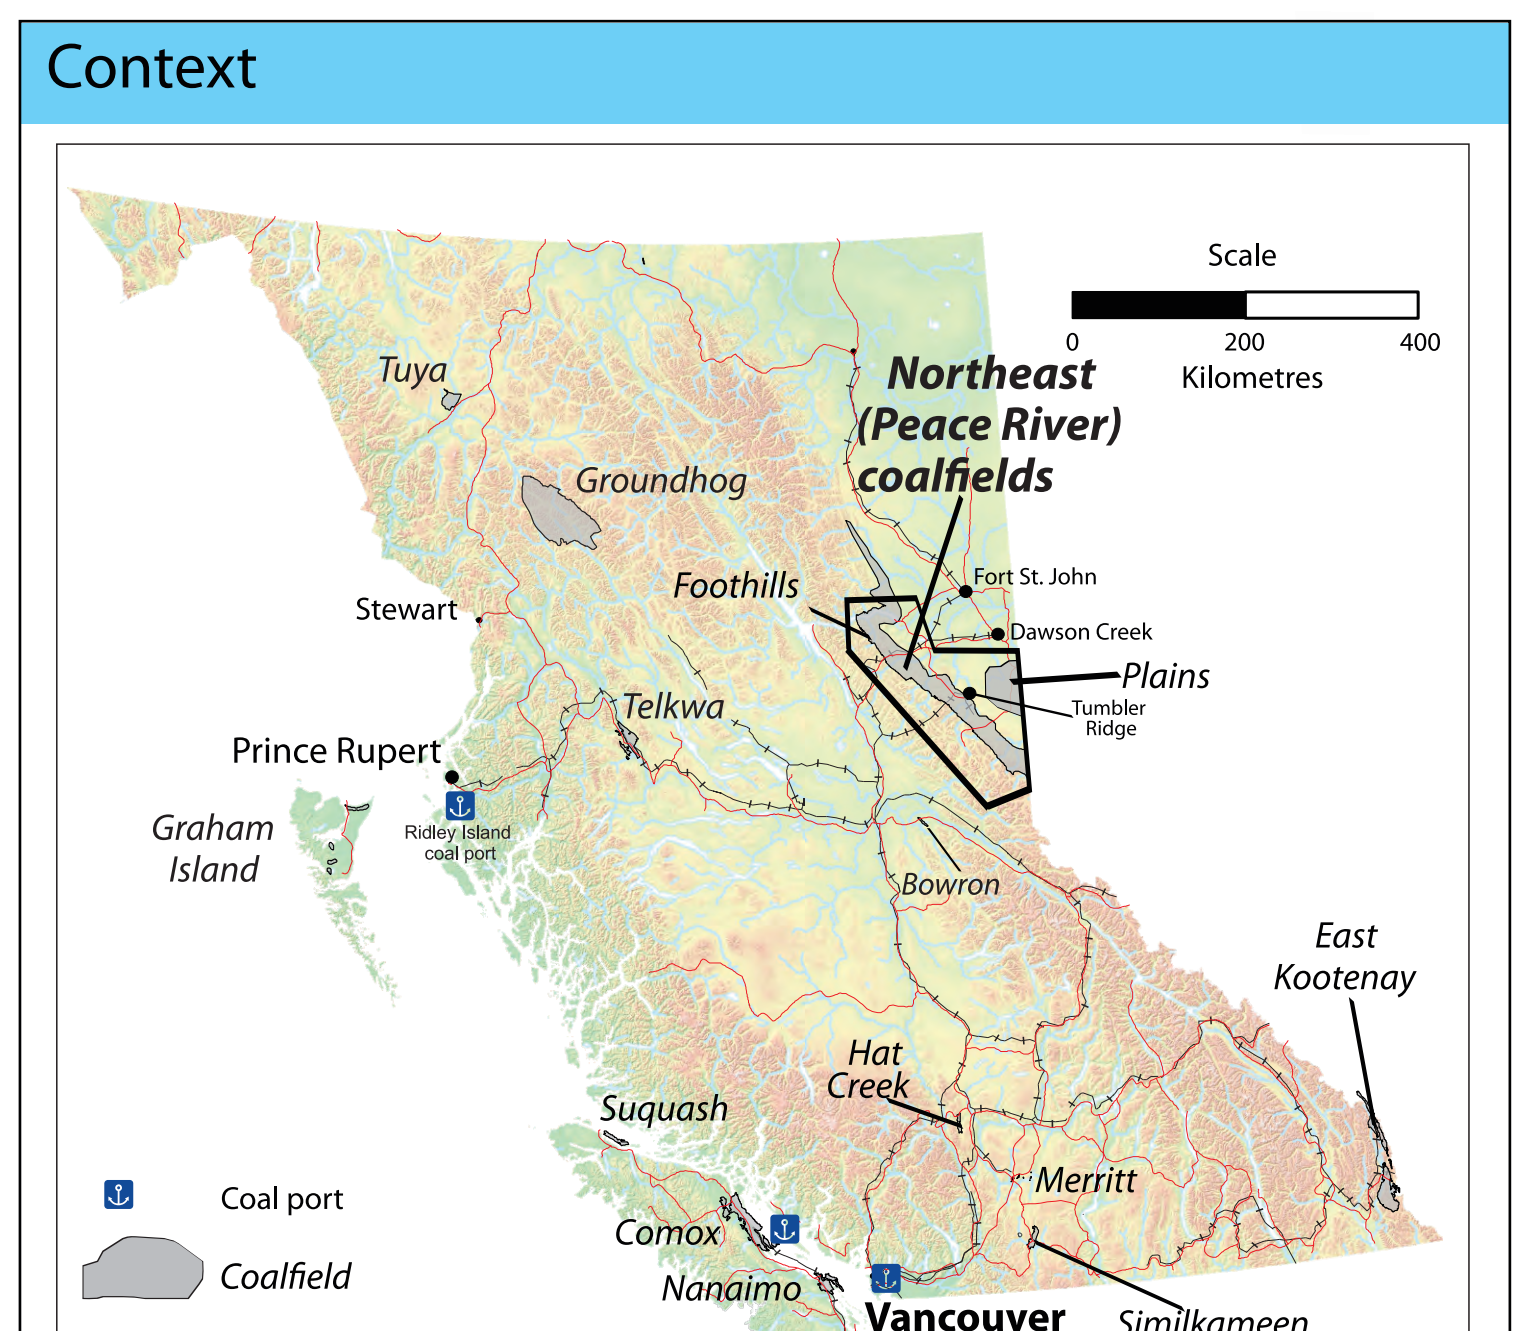 Context
Scale
0 200 400
Kilometres
Tuya
Northeast
(Peace River)
coalfields
Groundhog
Foothills
Fort St. John
Stewart
Dawson Creek
Plains
Telkwa
Tumbler
Ridge
Prince Rupert
Graham
Island
Ridley Island
coal port
Bowron
East
Kootenay
Hat
Creek
Suquash
Merritt
Coal port
Comox
Coalfield
Nanaimo
Vancouver
Similkameen